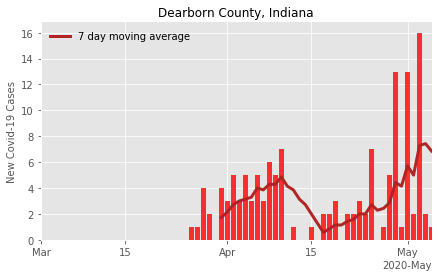 Dearborn County, Indiana
7 day moving average
New Covid-19 Cases
16
14
12
10
8
6
4
2
0
Mar
15
Apr
15
May
2020-May